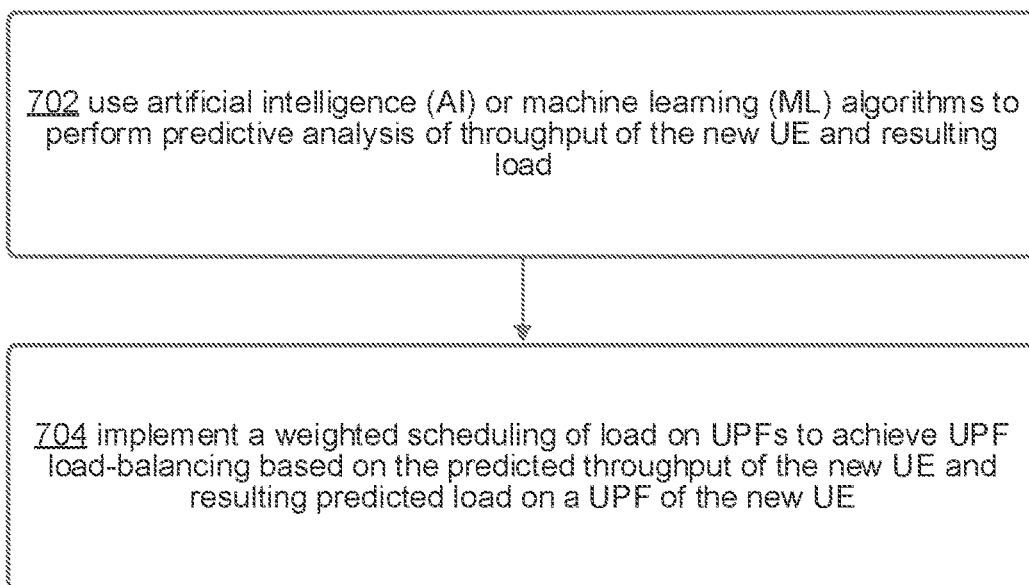 702 use artificial intelligence (AI) or machine learning (ML) algorithms to
perform predictive analysis of throughput of the new UE and resulting
load
704 implement a weighted scheduling of load on UPFs to achieve UPF
load-balancing based on the predicted throughput of the new UE and
resulting predicted load on a UPF of the new UE